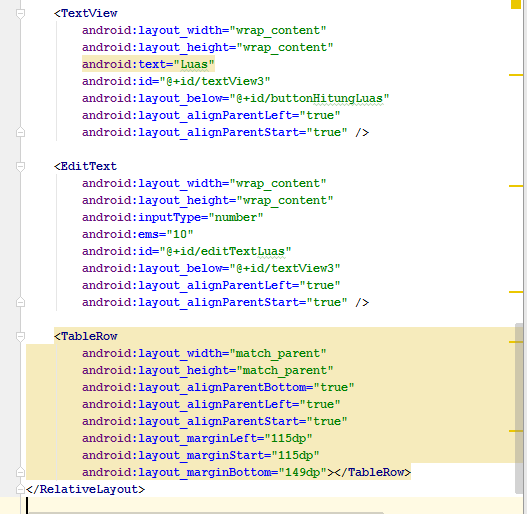 <TextView
android:layout_width="wrap_content"
android:layout_height="wrap_content"
android:text="Luas"
android:id="@+id/textView3"
android:layout_below="@+id/buttonHitungLuas"
android:layout_alignParentLeft="true"
android:layout_alignParentStart="true" />
<EditText
android:layout_width="wrap_content"
android:layout_height="wrap_content"
android:inputType="number"
android:ems="10"
android:id="@+id/editTextLuas"
android:layout_below="@+id/textView3"
android:layout_alignParentLeft="true"
android:layout_alignParentStart="true" />
<TableRow
android:layout_width="match_parent"
android:layout_height="match_parent"
android:layout_alignParentBottom="true"
android:layout_alignParentLeft="true"
android:layout_alignParentStart="true"
android:layout_marginLeft="115dp"
android:layout_marginStart="115dp"
android:layout_marginBottom="149dp"></TableRow>
</RelativeLayout>